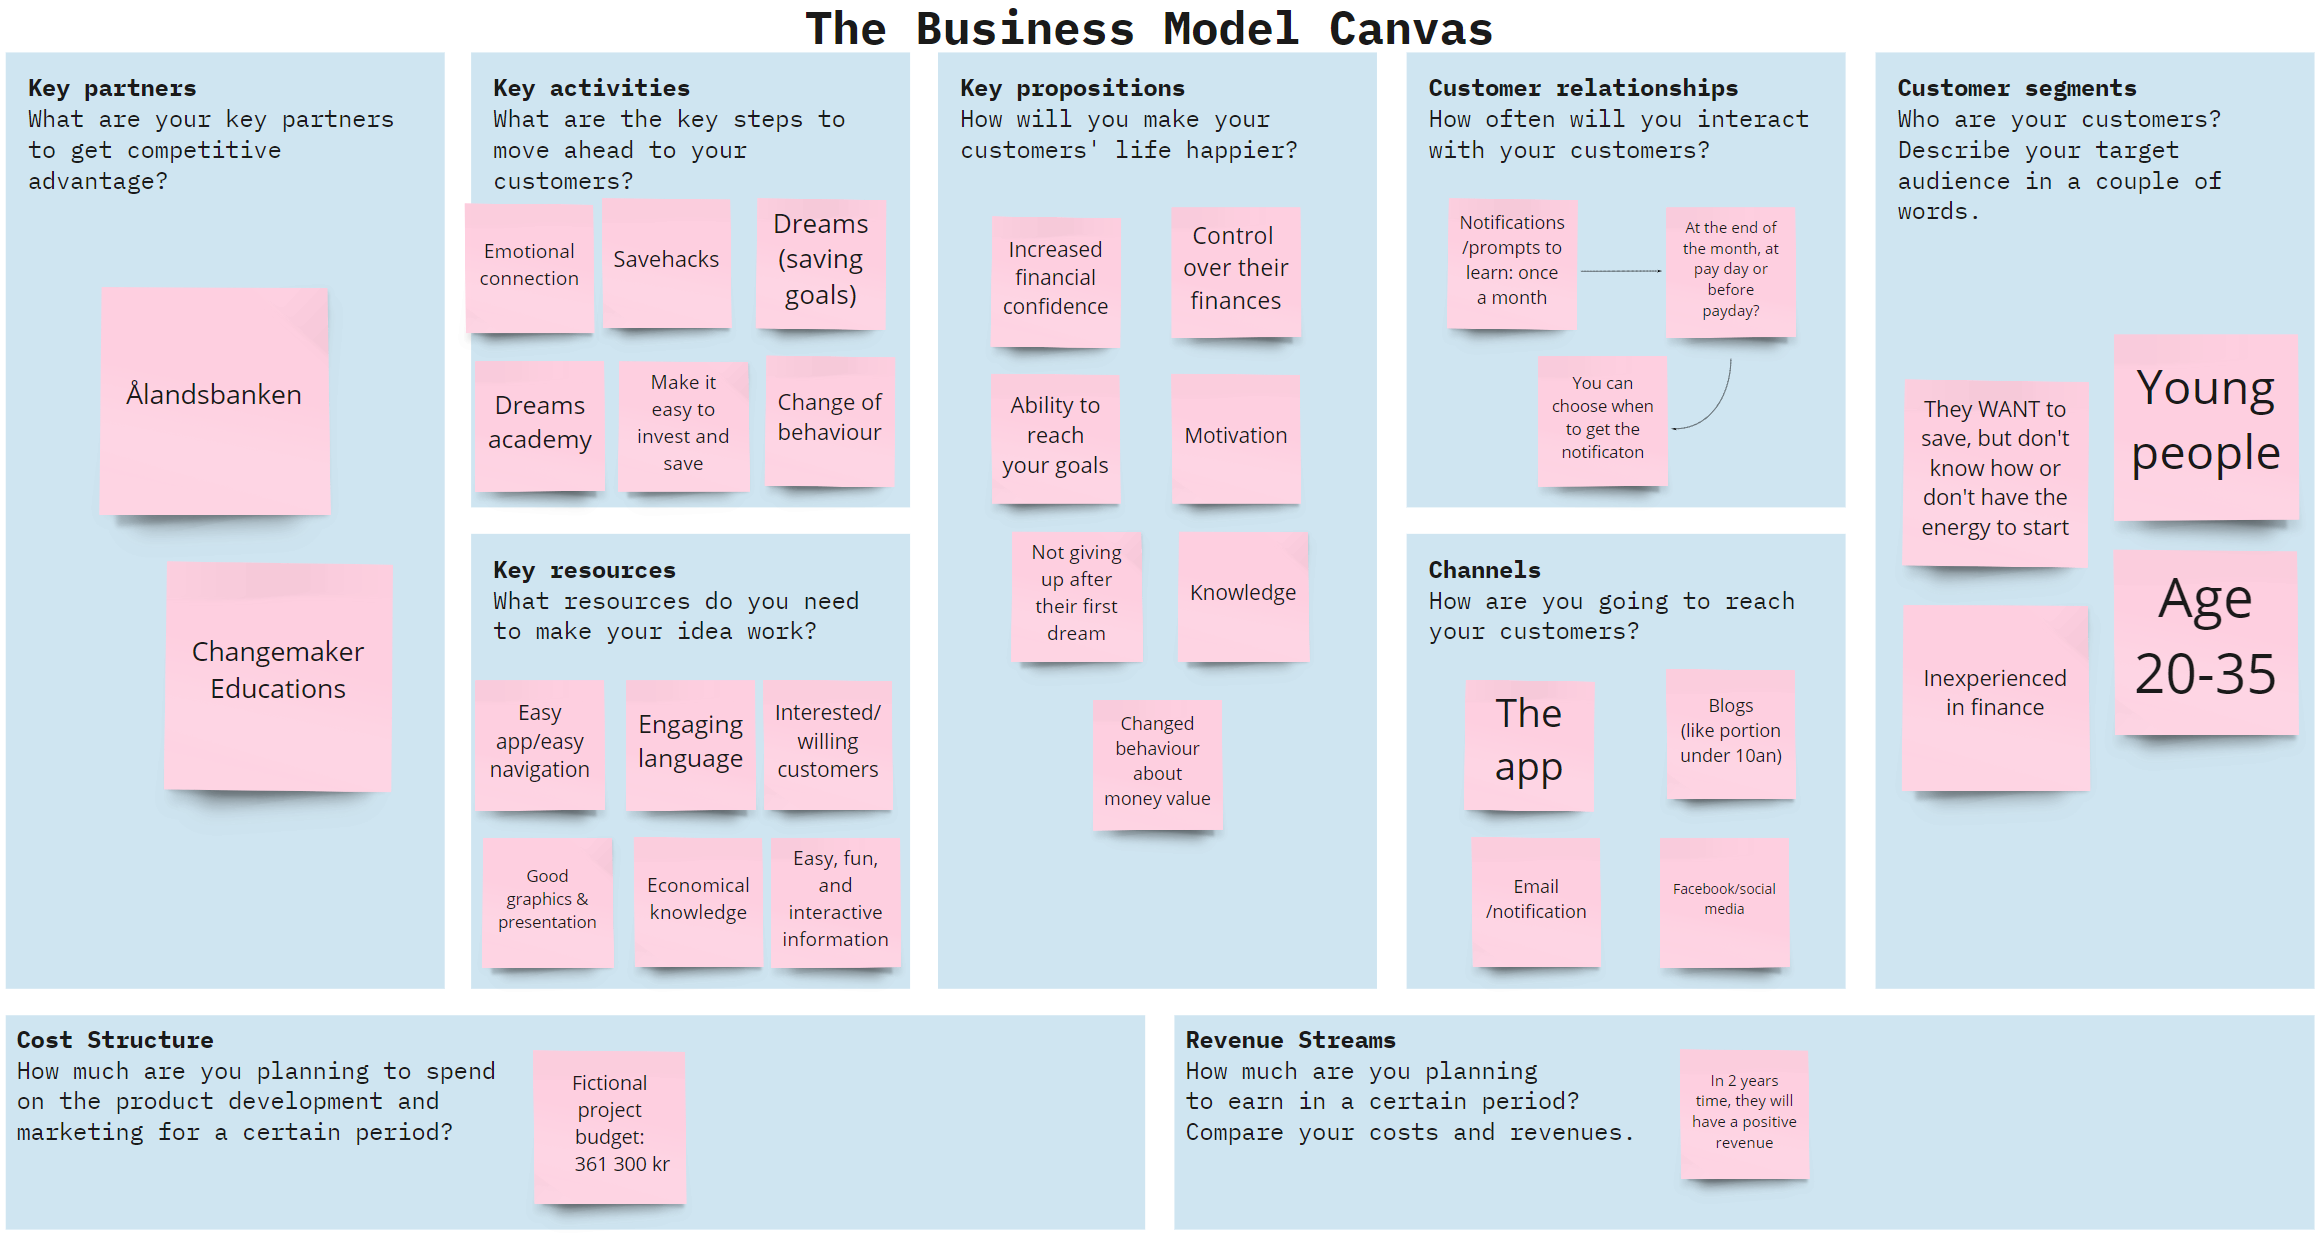 The Business Model Canvas
Key partners
What are your key partners
to get competitive
advantage?
Ålandsbanken
Changemaker
Educations
Key activities
What are the key steps to
move ahead to your
customers?
Emotional
connection
Savehacks
Dreams
(saving
goals)
Dreams
academy
Make it
easy to
invest and
save
Change of
behaviour
Key resources
What resources do you need
to make your idea work?
Easy
app/easy
navigation
Engaging
language
Interested/
willing
customers
Good
graphics &
presentation
Economical
knowledge
Easy, fun,
and
interactive
information
Key propositions
How will you make your
customers' life happier?
Increased
financial
confidence
Control
over their
finances
Ability to
reach
your goals
Motivation
Not giving
up after
their first
dream
Knowledge
Changed
behaviour
about
money value
Customer relationships
How often will you interact
with your customers?
Notifications
/prompts to
learn: once
a month
At the end of
the month, at
pay day or
before
payday?
You can
choose when
to get the
notificaton
Channels
How are you going to reach
your customers?
The
app
Blogs
(like portion
under 10an)
Email
/notification
Facebook/social
media
Customer segments
Who are your customers?
Describe your target
audience in a couple of
words.
They WANT to
save, but don't
know how or
don't have the
energy to start
Young
people
Inexperienced
in finance
Age
20-35
Cost Structure
How much are you planning to spend
on the product development and
marketing for a certain period?
Fictional
project
budget:
361 300 kr
Revenue Streams
How much are you planning
to earn in a certain period?
Compare your costs and revenues.
In 2 years
time, they will
have a positive
revenue